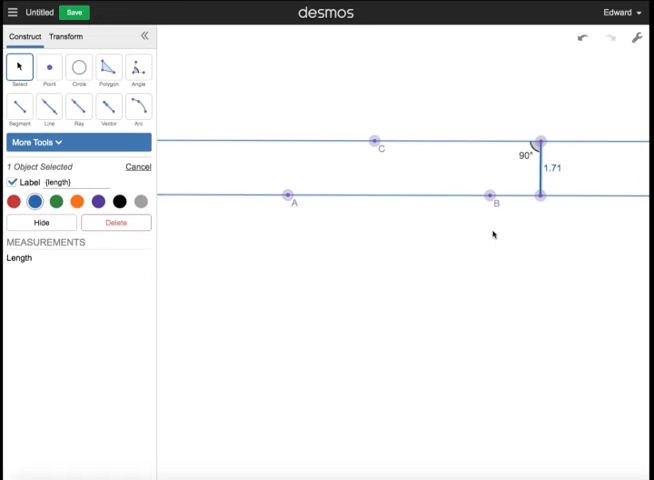 Untitled
Save
desmos
Edward
Construct
Transform
Select
Point
Circle
Polygon
Angle
Segment
Line
Ray
Vector
Arc
More Tools
1 Object Selected
Cancel
Label
{length}
Hide
Delete
MEASUREMENTS
Length
C
90°
1.71
A
B